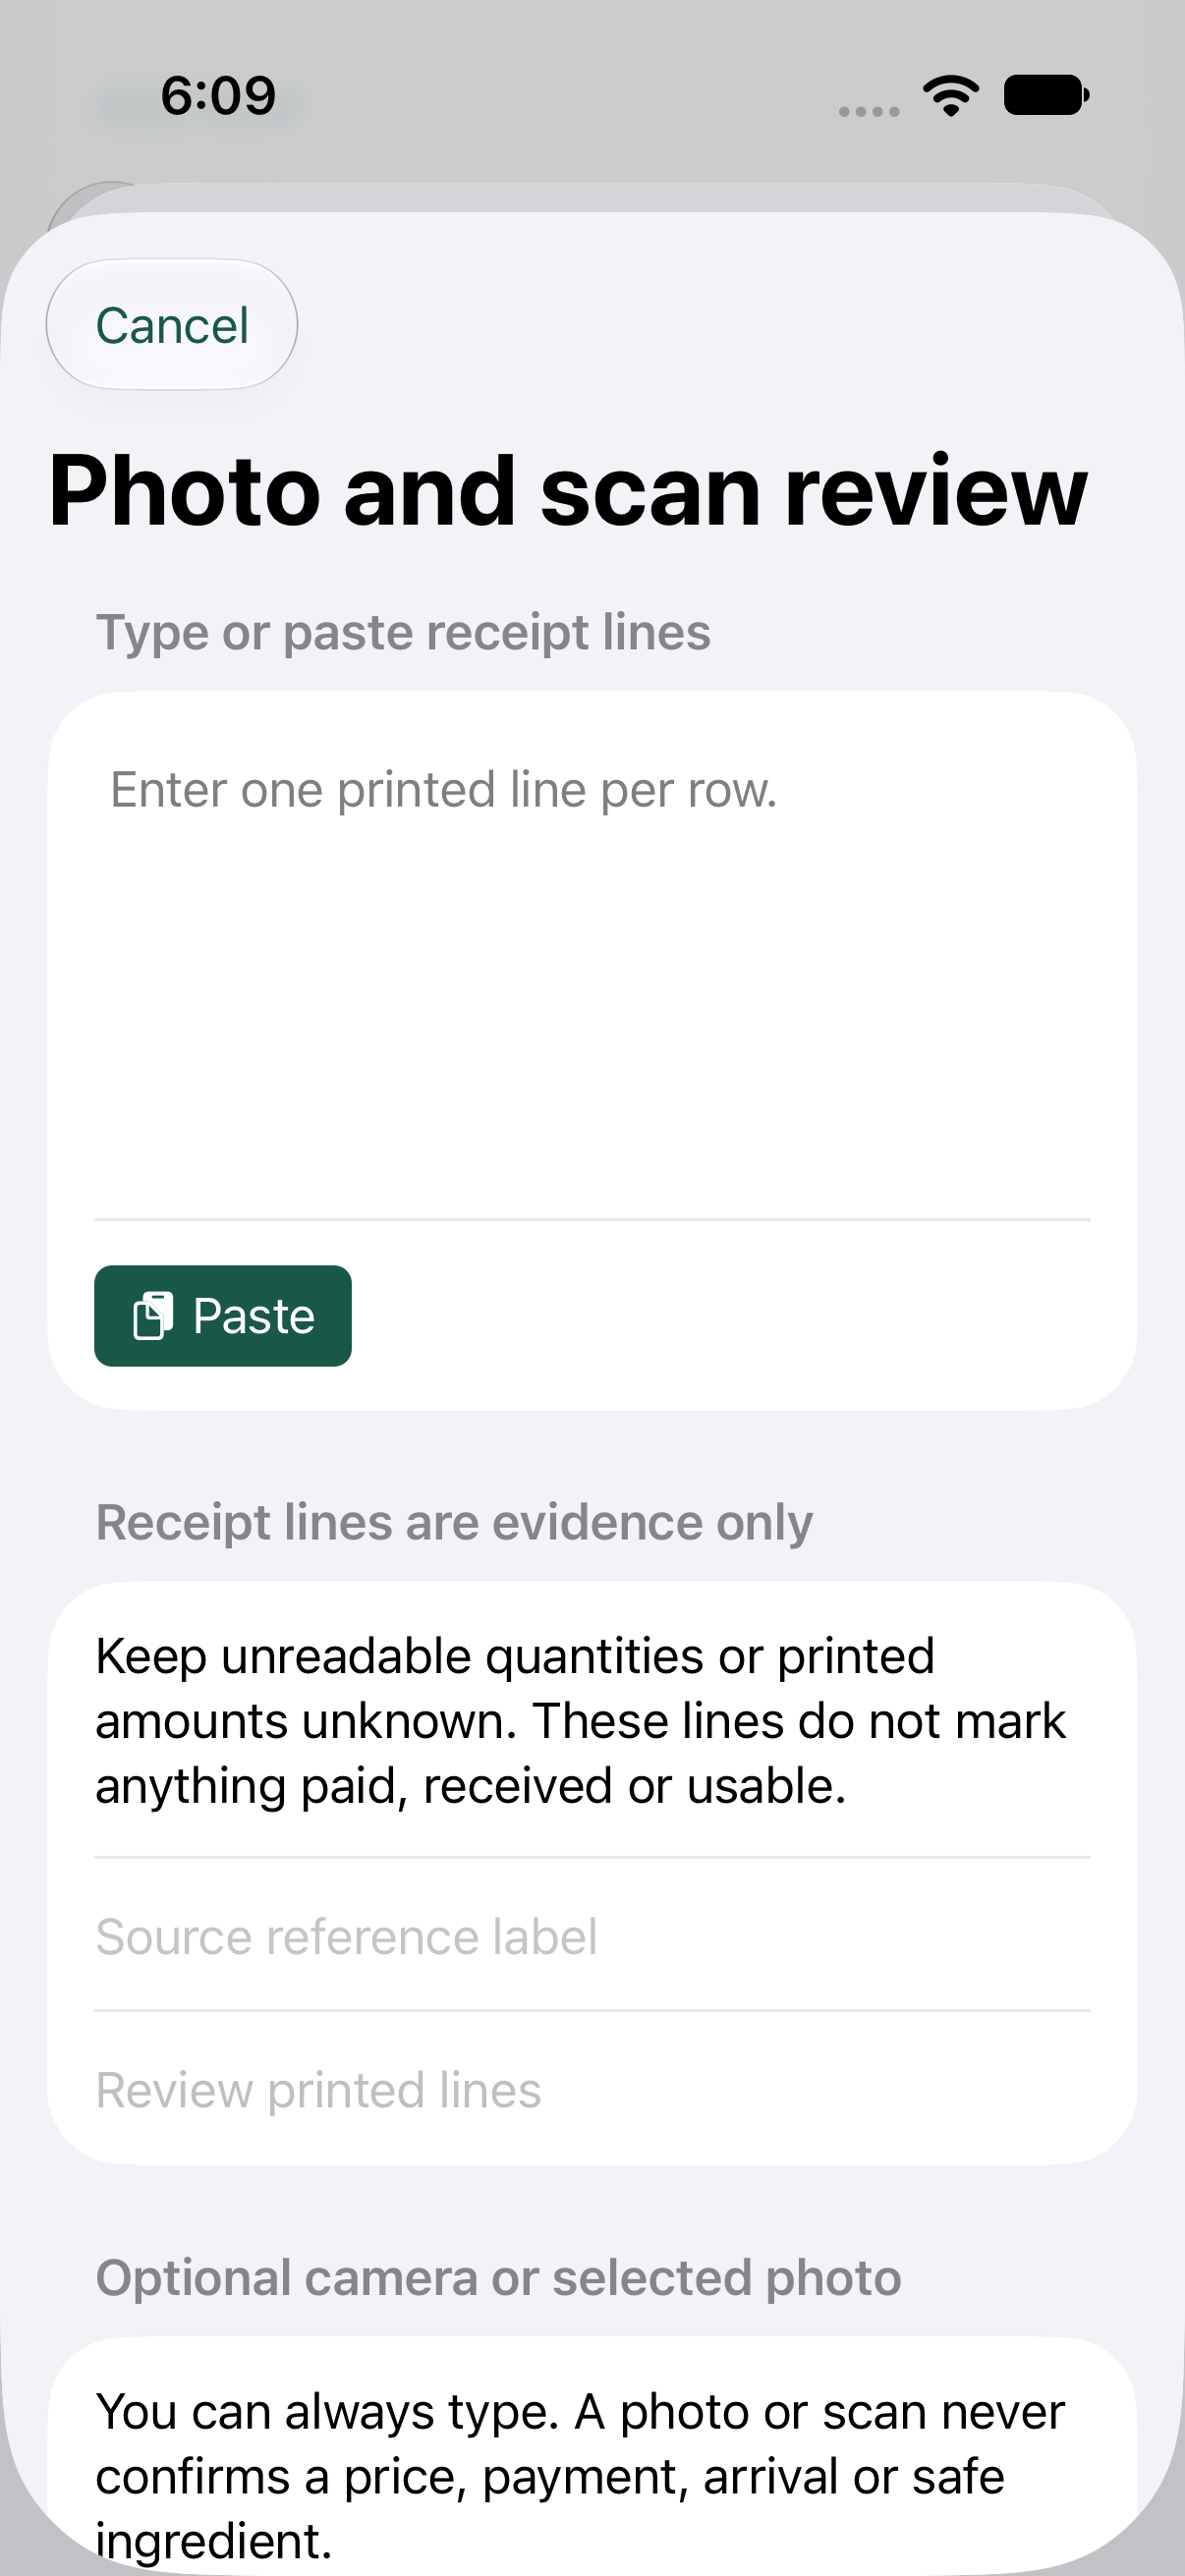 6:09
Cancel
Photo and scan review
Type or paste receipt lines
Enter one printed line per row.
Paste
Receipt lines are evidence only
Keep unreadable quantities or printed
amounts unknown. These lines do not mark
anything paid, received or usable.
Source reference label
Review printed lines
Optional camera or selected photo
You can always type. A photo or scan never
confirms a price, payment, arrival or safe
ingredient.